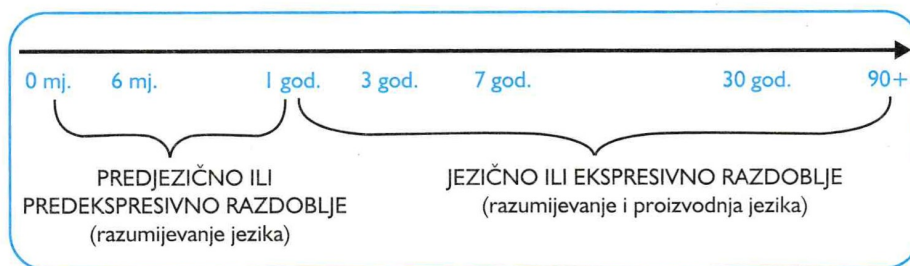 0 mj. 6 mj. 1 god. 3 god. 7 god. 30 god. 90+
PREDJEZIČNO ILI
PREDEKSPRESIVNO RAZDOBLJE
(razumijevanje jezika)
JEZIČNO ILI EKSPRESIVNO RAZDOBLJE
(razumijevanje i proizvodnja jezika)